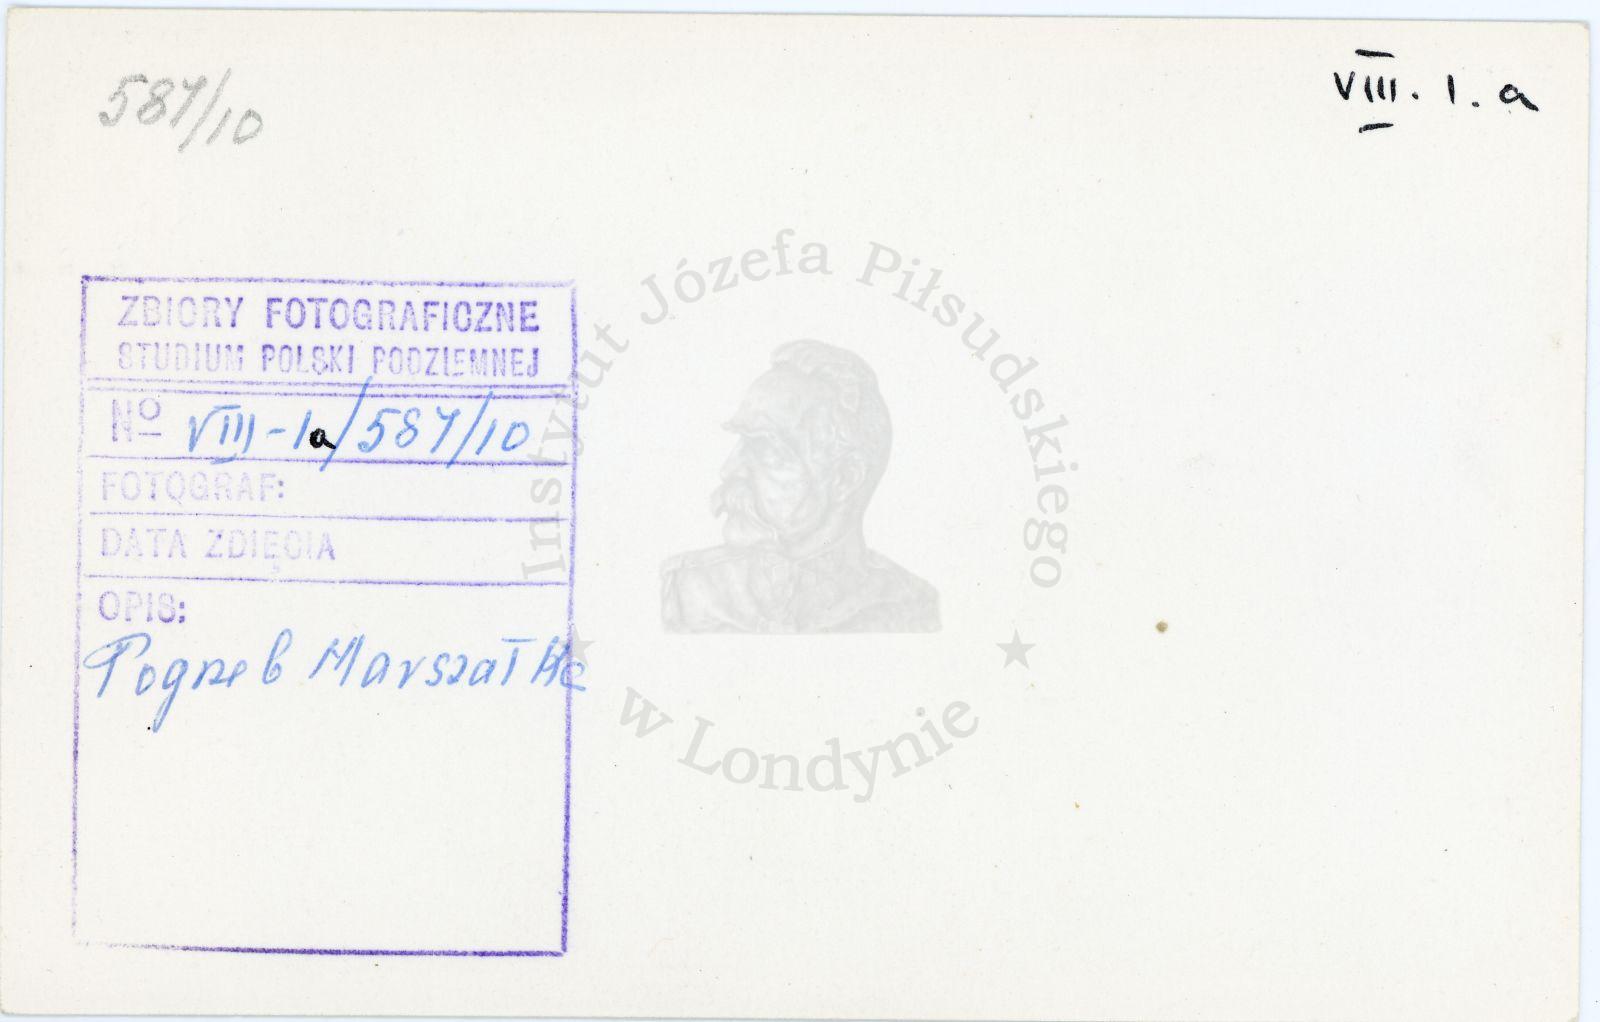 587/10
VIII. 1. a
ZBIORY FOTOGRAFICZNE
STUDIUM POLSKI PODZIEMNEJ
Nº VIII-1a/587/10
FOTOGRAF:
DATA ZDIĘCIA
OPIS:
Pogrzeb Marszałka
Instytut Józefa Piłsudskiego
w Londynie